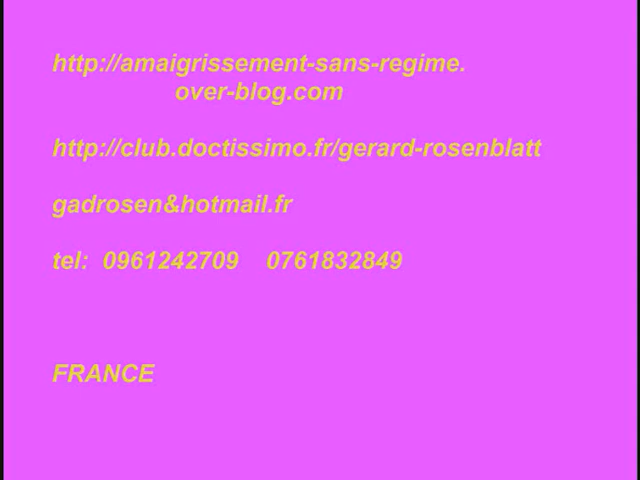 http://amaigrissement-sans-regime.
over-blog.com
http://club.doctissimo.fr/gerard-rosenblatt
gadrosen&hotmail.fr
tel: 0961242709 0761832849
FRANCE